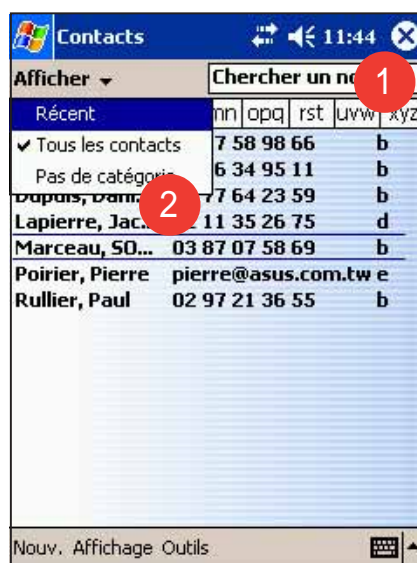 Contacts 11:44
Afficher Chercher un
1
Récent opq rst uvw xyz
✔ Tous les contacts 7 58 98 66 b
Pas de 6 34 95 11 b
2
Dupuis, 7 64 23 59 b
Lapierre, Jac... 11 35 26 75 d
Marceau, SO... 03 87 07 58 69 b
Poirier, Pierre pierre@asus.com.tw e
Rullier, Paul 02 97 21 36 55 b
Nouv. Affichage Outils